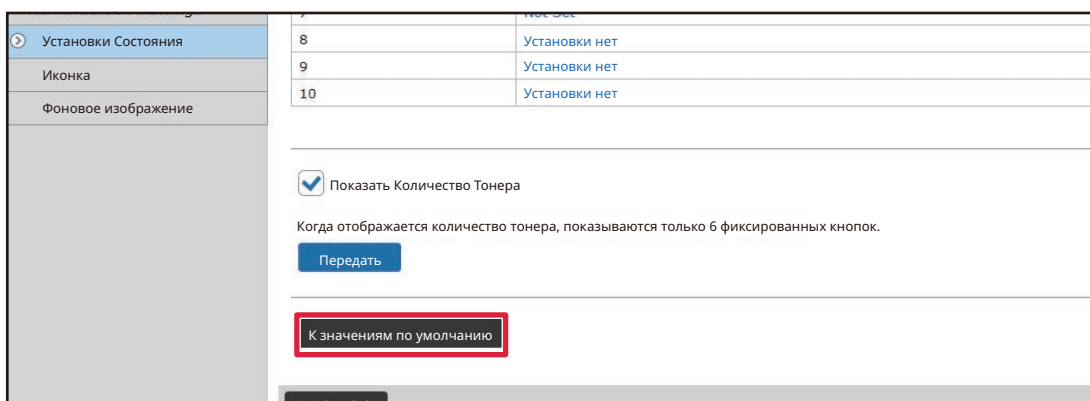 Установки Состояния
Иконка
Фоновое изображение
8 Установки нет
9 Установки нет
10 Установки нет
Показать Количество Тонера
Когда отображается количество тонера, показываются только 6 фиксированных кнопок.
Передать
К значениям по умолчанию